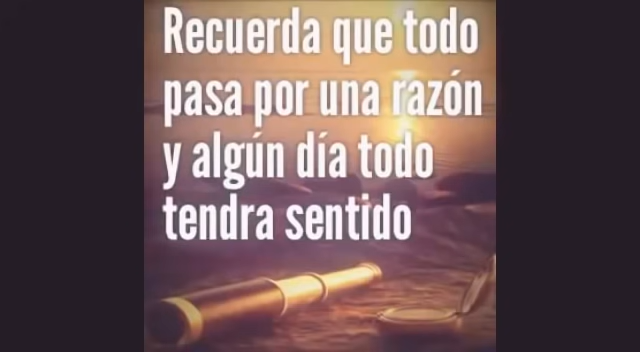 Recuerda que todo
pasa por una razón
y algún día todo
tendra sentido